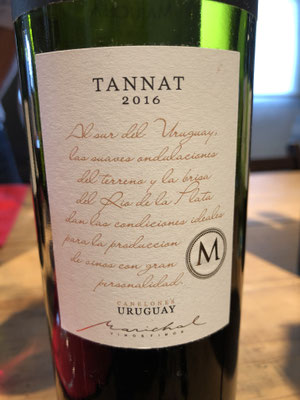 TANNAT
2016
Al sur del Uruguay,
las suaves ondulaciones
del terreno y la brisa
del Río de la Plata
dan las condiciones ideales
para la produccion
de vinos con gran
personalidad.
M
CANELONES
URUGUAY
Marichal